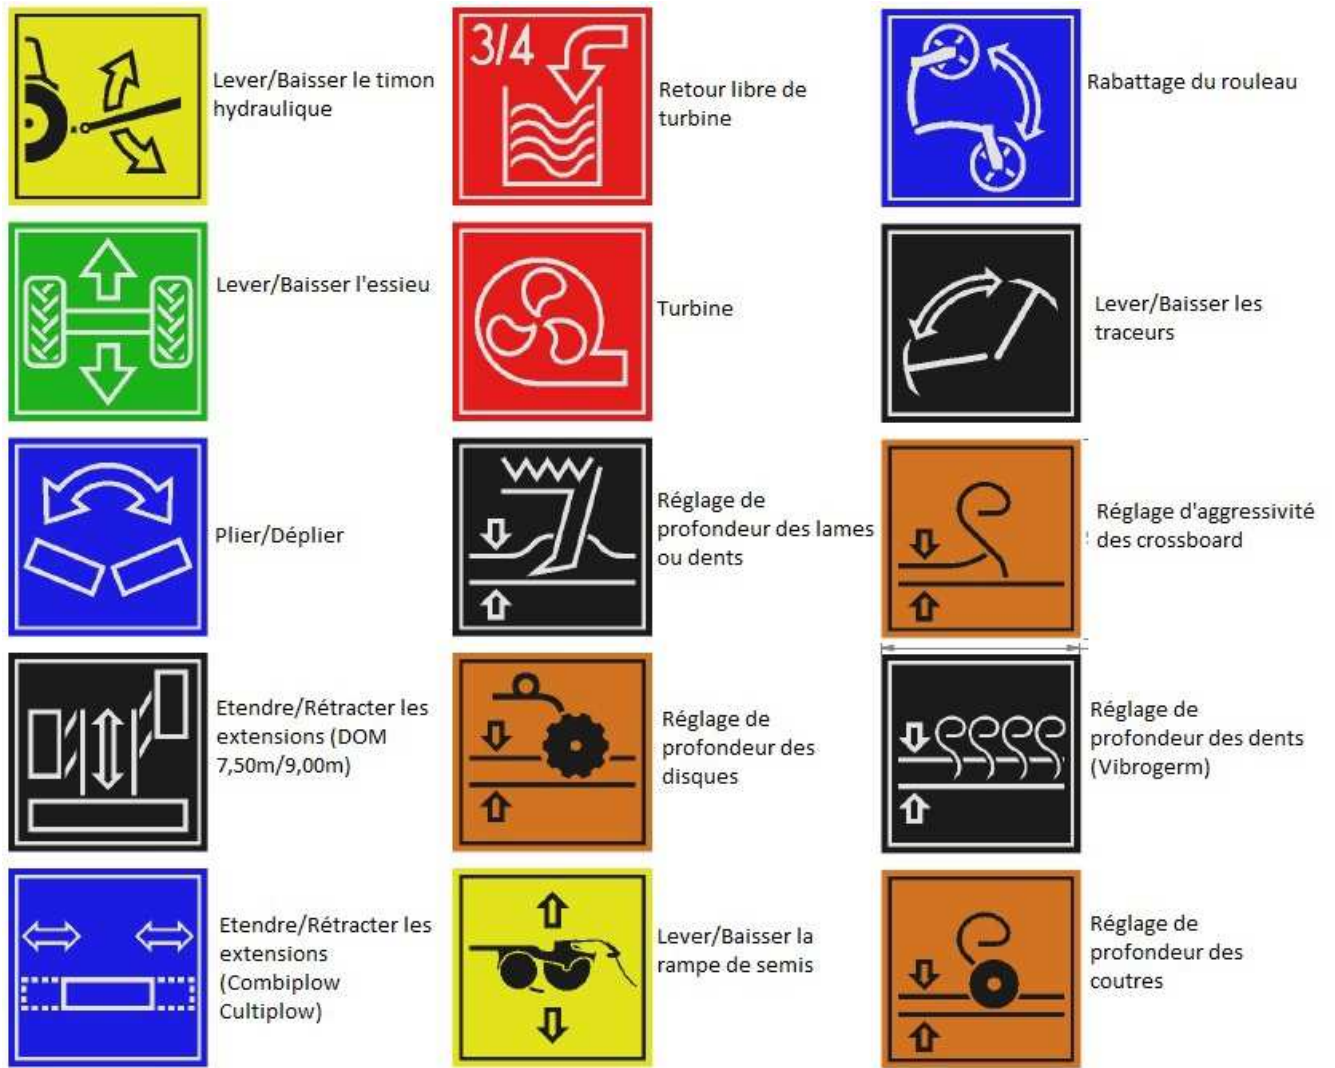 Lever/Baisser le timon
hydraulique
3/4
Retour libre de
turbine
Rabattage du rouleau
Lever/Baisser l'essieu
Turbine
Lever/Baisser les
traceurs
Plier/Déplier
Réglage de
profondeur des lames
ou dents
Réglage d'aggressivité
des crossboard
Etendre/Rétracter les
extensions (DOM
7,50m/9,00m)
Réglage de
profondeur des
disques
Réglage de
profondeur des dents
(Vibrogerm)
Etendre/Rétracter les
extensions
(Combiplow
Cultiplow)
Lever/Baisser la
rampe de semis
Réglage de
profondeur des
coutres